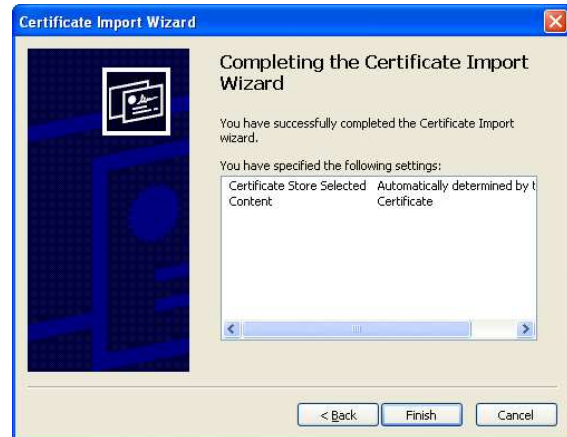 Certificate Import Wizard
Completing the Certificate Import
Wizard
You have successfully completed the Certificate Import
wizard.
You have specified the following settings:
Certificate Store Selected Automatically determined by t
Content Certificate
< Back Finish Cancel